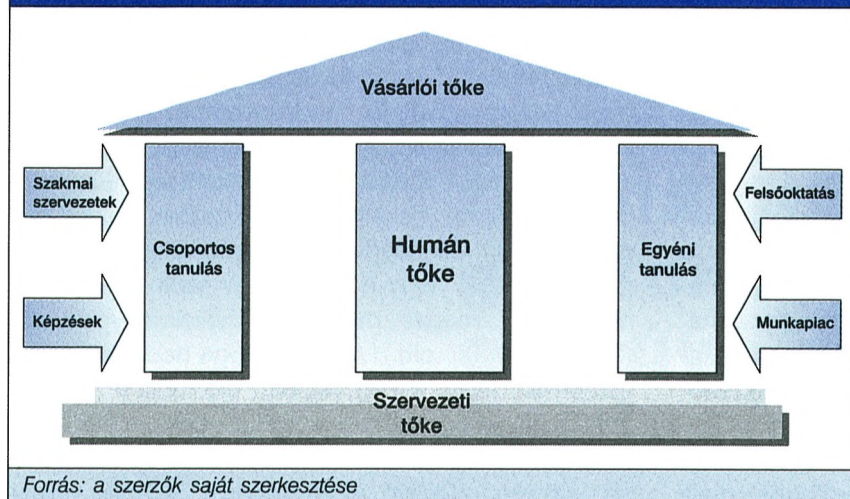 Vásárlói tőke
Szakmai
szervezetek
Képzések
Csoportos
tanulás
Humán
tőke
Egyéni
tanulás
Felsőoktatás
Munkapiac
Szervezeti
tőke
Forrás: a szerzők saját szerkesztése